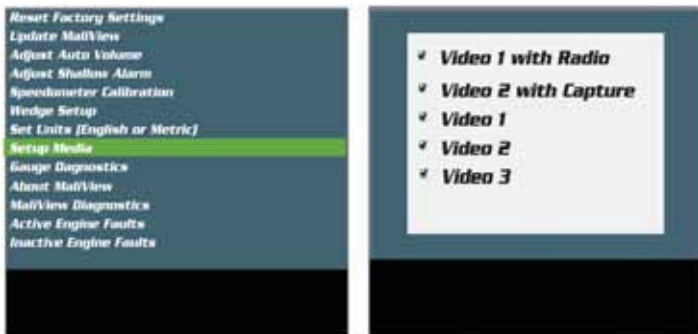 Reset Factory Settings
Update MaliView
Adjust Auto Volume
Adjust Shallow Alarm
Speedometer Calibration
Wedge Setup
Set Units [English or Metric]
Setup Media
Gauge Diagnostics
About MaliView
MaliView Diagnostics
Active Engine Faults
Inactive Engine Faults
Video 1 with Radio
Video 2 with Capture
Video 1
Video 2
Video 3